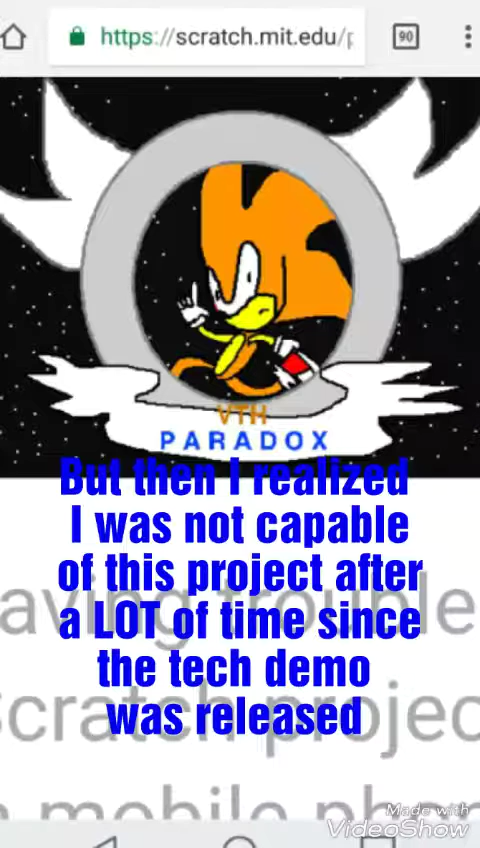 https://scratch.mit.edu/p
90
VTH
PARADOX
But then I realized
I was not capable
of this project after
a LOT of time since
the tech demo
was released
Made with
VideoShow